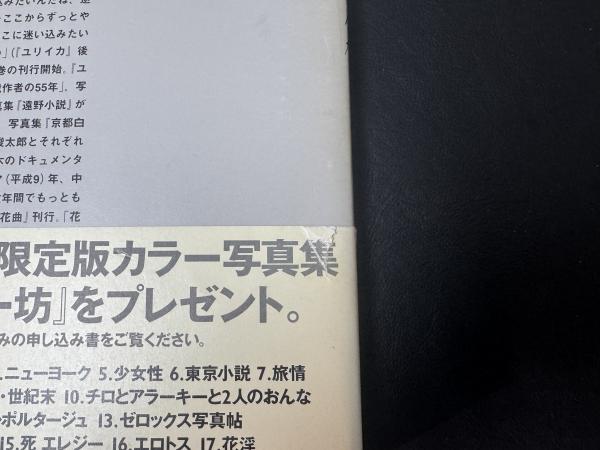 込みたいんだね、逆
ここからずっとや
こに迷い込みたい
」(『ユリイカ』後
巻の刊行開始。『ユ
作者の55年」、写
真集『遠野小説』が
写真集『京都白
俊太郎とそれぞれ
木のドキュメンタ
(平成9)年、中
年間でもっとも
花曲』刊行。「花
限定版カラー写真集
ー坊』をプレゼント。
みの申し込み書をご覧ください。
.ニューヨーク 5.少女性 6.東京小説 7.旅情
・世紀末 10.チロとアラーキーと2人のおんな
ポルタージュ 13.ゼロックス写真帖
15.死 エレジー 16.エロトス 17.花淫